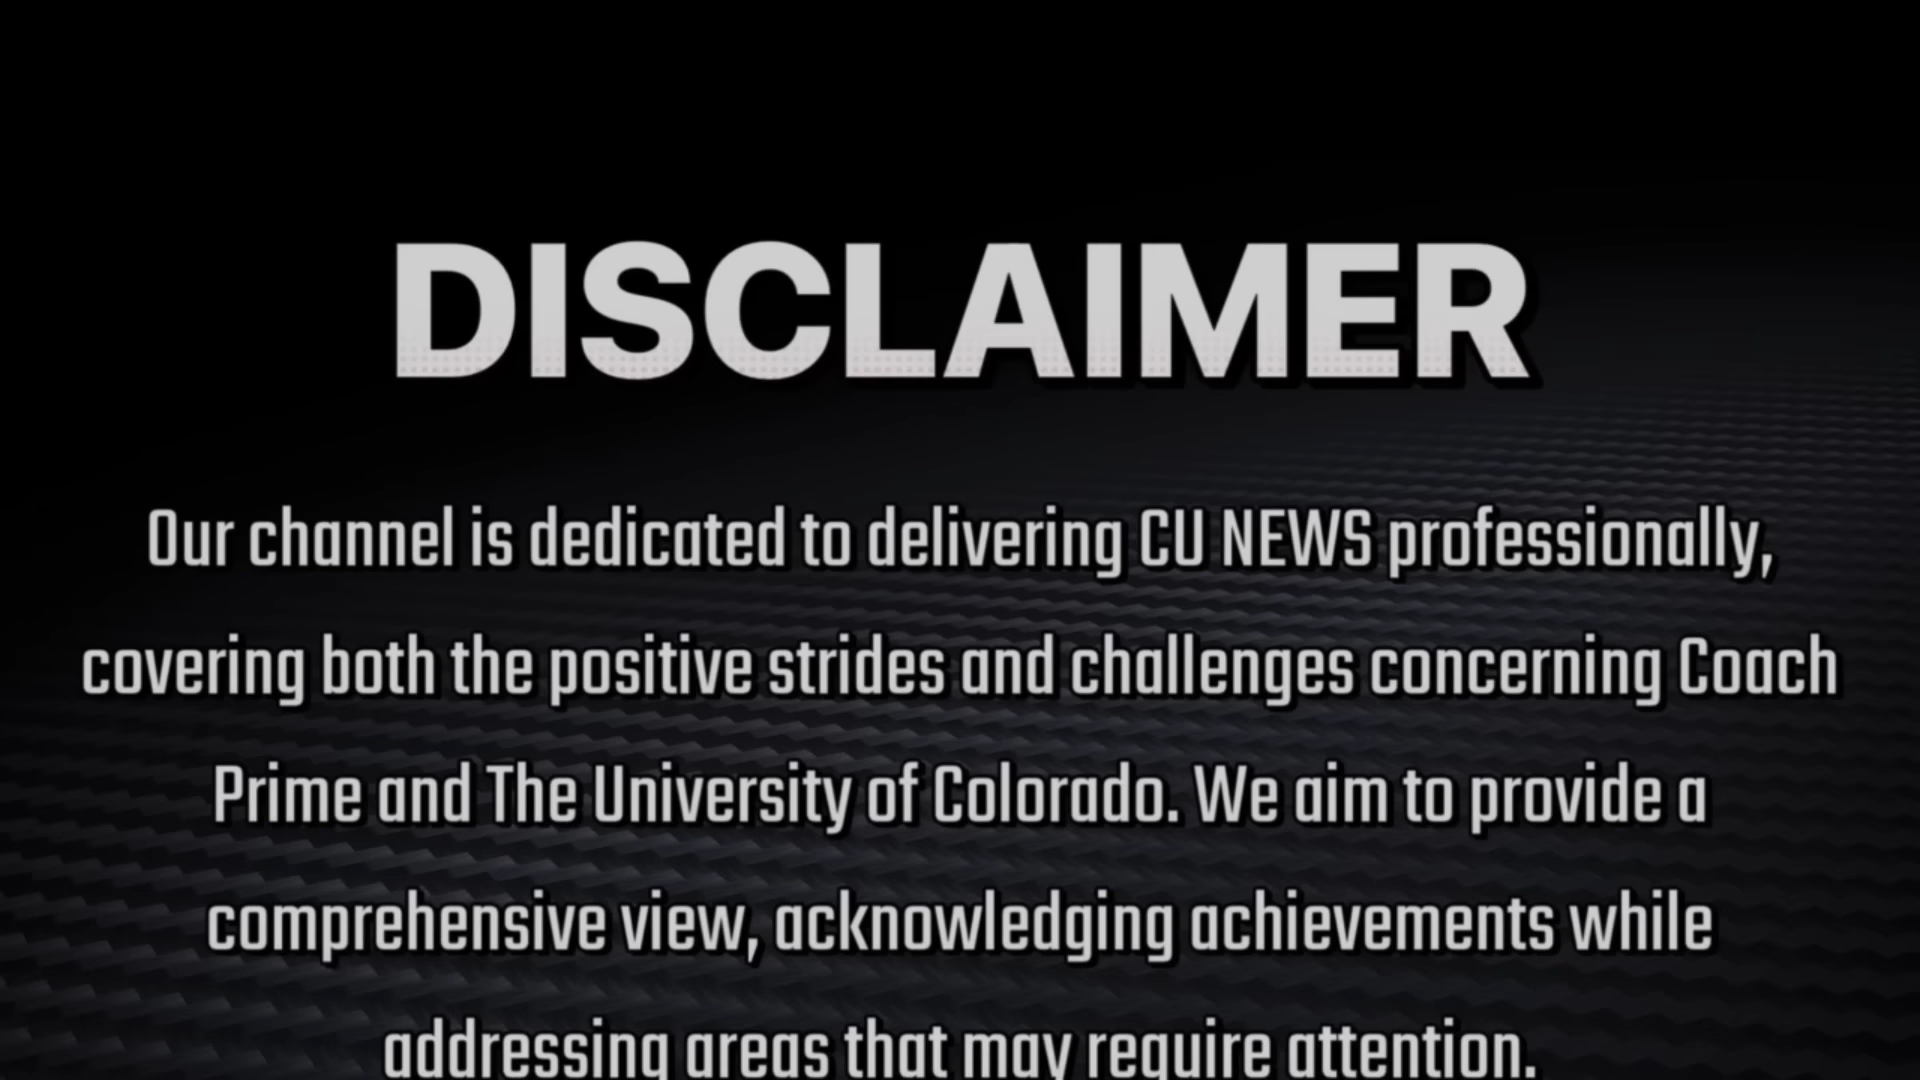 DISCLAIMER
Our channel is dedicated to delivering CU NEWS professionally,
covering both the positive strides and challenges concerning Coach
Prime and The University of Colorado. We aim to provide a
comprehensive view, acknowledging achievements while
addressing areas that may require attention.